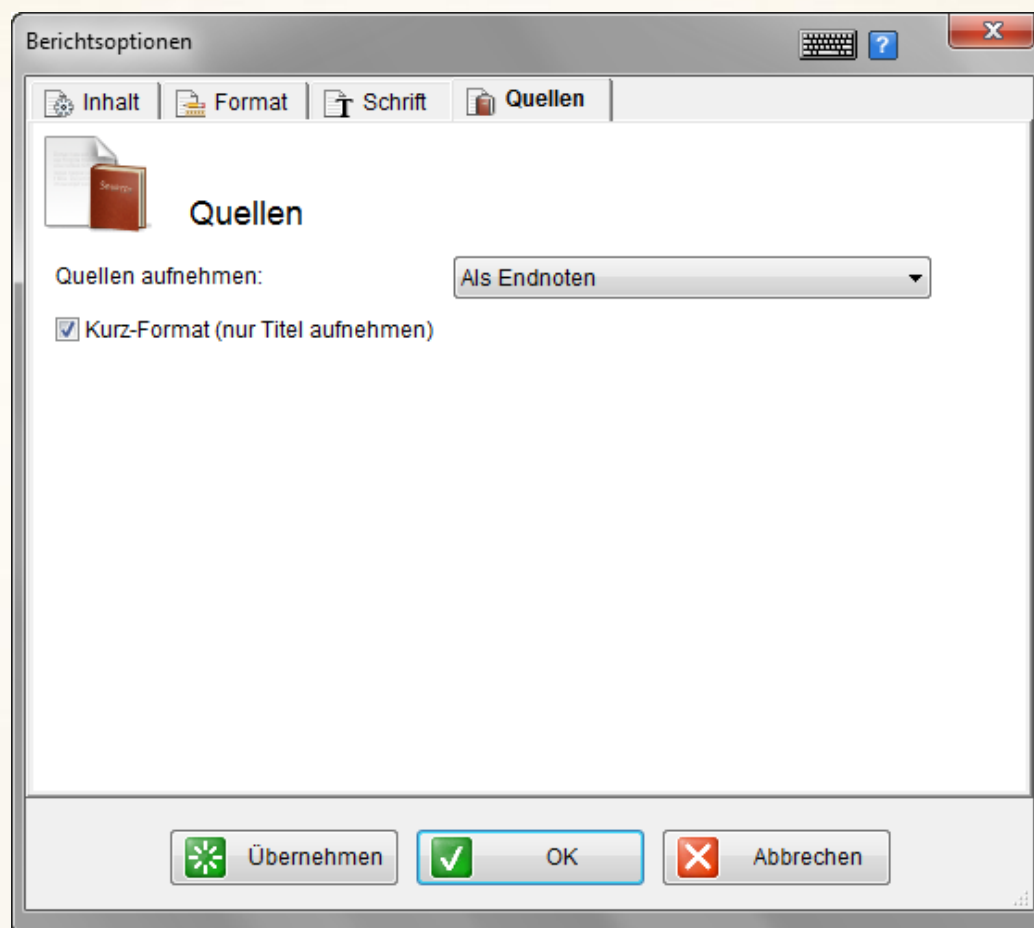 Berichtsoptionen
?
Inhalt Format Schrift Quellen
Quellen
Quellen aufnehmen: Als Endnoten
Kurz-Format (nur Titel aufnehmen)
Übernehmen OK Abbrechen